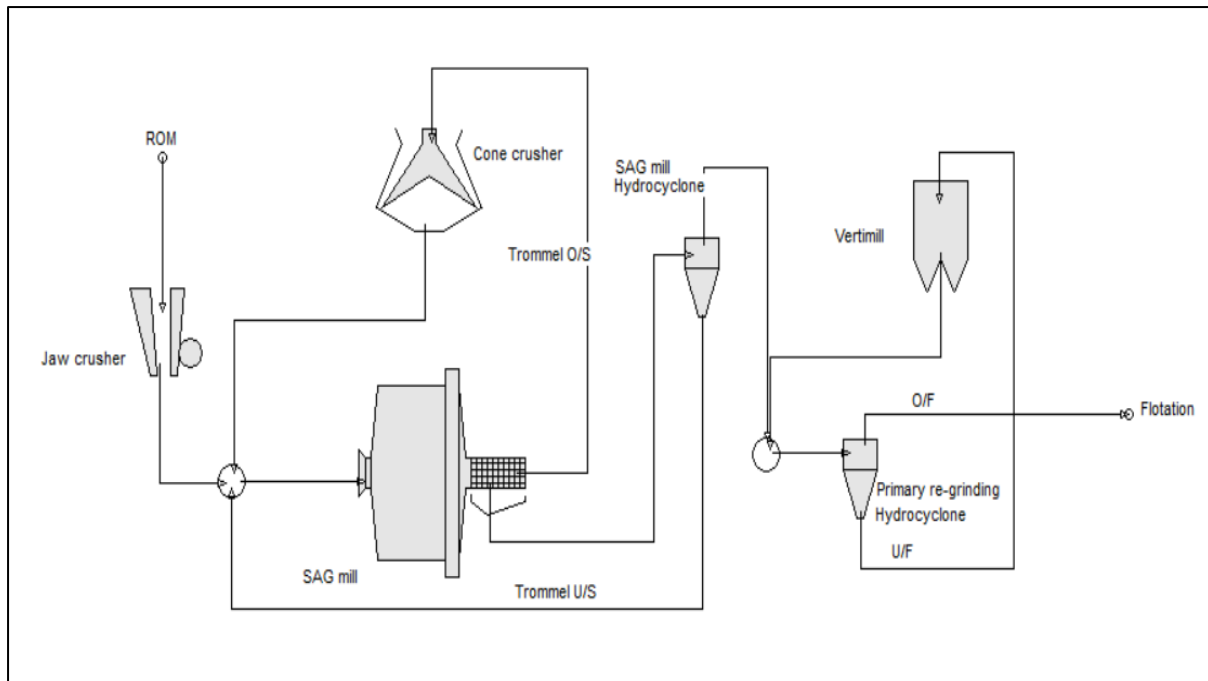 ROM
Cone crusher
SAG mill
Hydrocyclone
Vertimill
Trommel O/S
Jaw crusher
O/F
Flotation
Primary re-grinding
Hydrocyclone
U/F
SAG mill
Trommel U/S